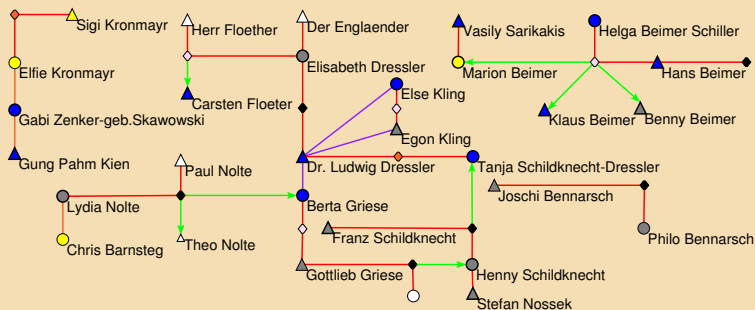 Sigi Kronmayr
Herr Floether
Der Englaender
Vasily Sarikakis
Helga Beimer Schiller
Elfie Kronmayr
Elisabeth Dressler
Marion Beimer
Hans Beimer
Carsten Floeter
Else Kling
Gabi Zenker-geb.Skawowski
Klaus Beimer
Benny Beimer
Egon Kling
Gung Pahm Kien
Paul Nolte
Dr. Ludwig Dressler
Tanja Schildknecht-Dressler
Joschi Bennarsch
Lydia Nolte
Berta Griese
Chris Barnsteg
Theo Nolte
Franz Schildknecht
Philo Bennarsch
Gottlieb Griese
Henny Schildknecht
Stefan Nossek